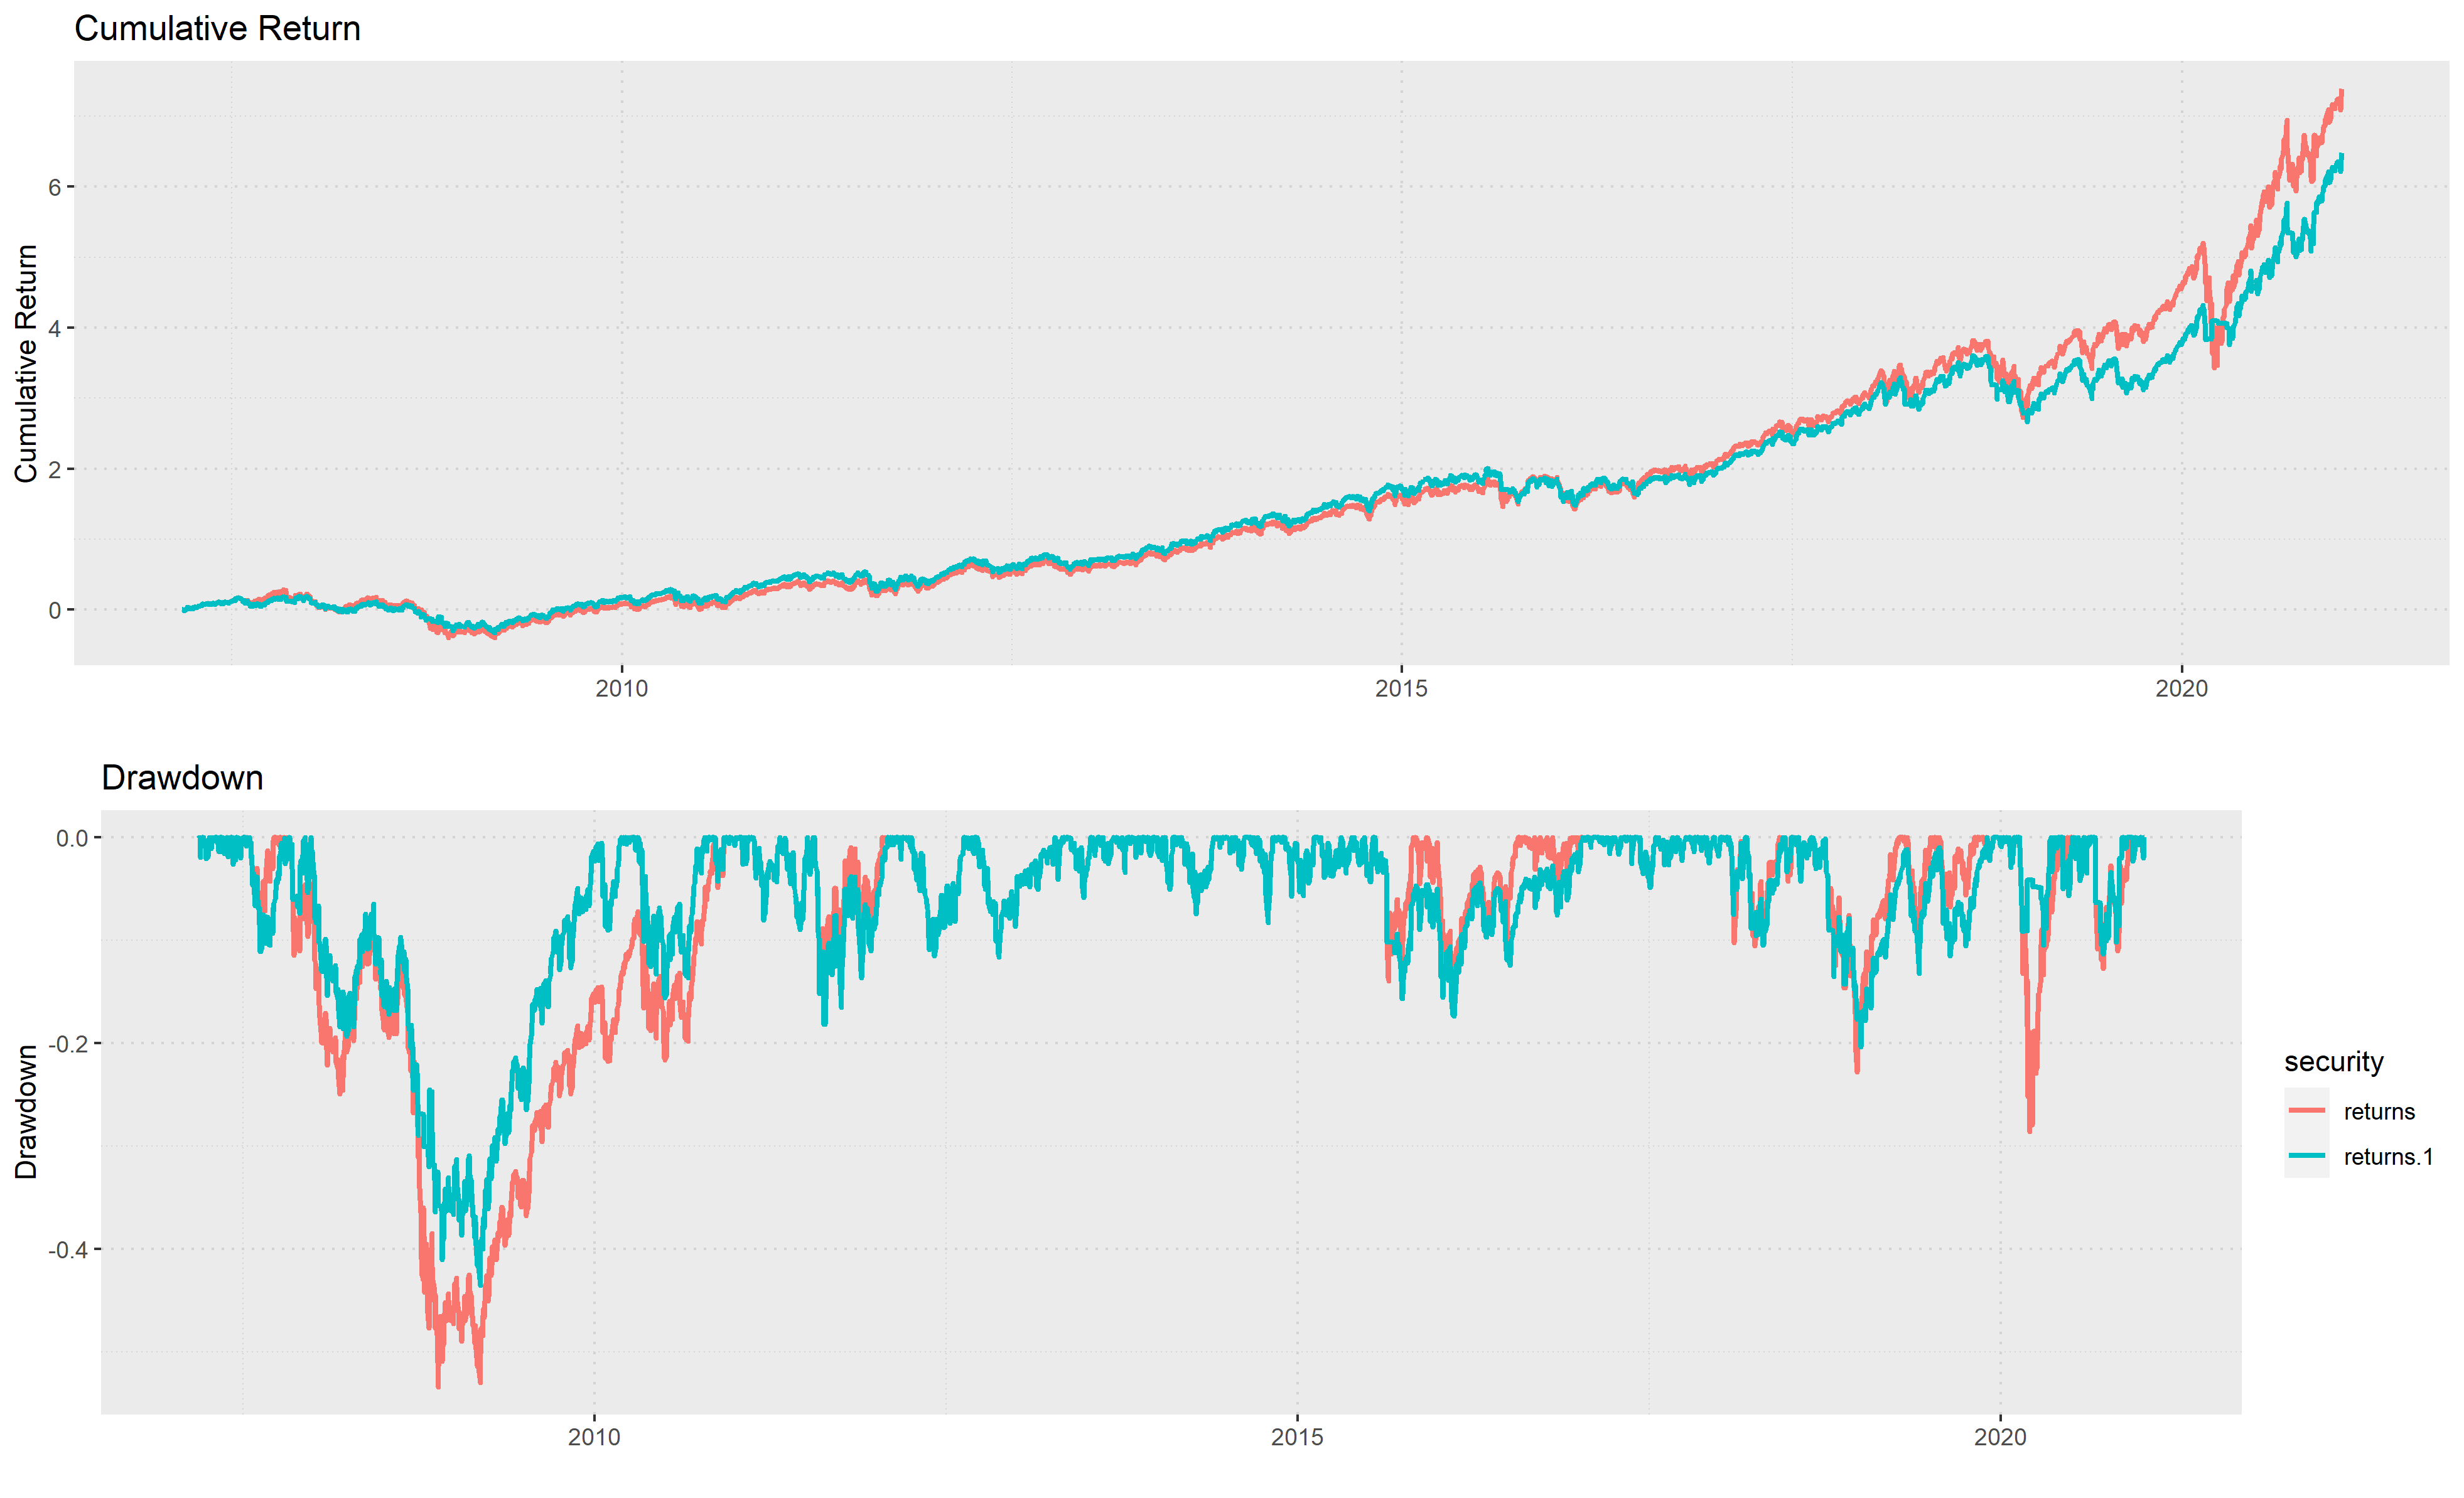 Cumulative Return
Cumulative Return
6
4
2
0
2010
2015
2020
Drawdown
Drawdown
0.0
-0.2
-0.4
2010
2015
2020
security
returns
returns.1